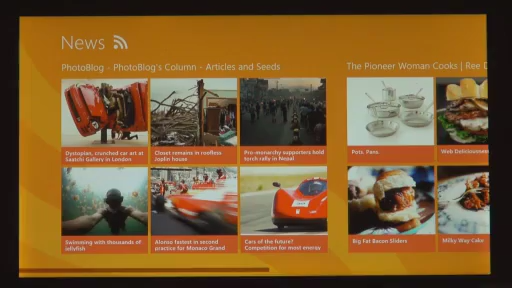 News
PhotoBlog - PhotoBlog's Column - Articles and Seeds
The Pioneer Woman Cooks | Ree D
Dystopian, crunched car art at
Saatchi Gallery in London
Closet remains in roofless
Joplin house
Pro-monarchy supporters hold
torch rally in Nepal
Pots. Pans.
Web Deliciousness
Swimming with thousands of
jellyfish
Alonso fastest in second
practice for Monaco Grand
Cars of the future?
Competition for most energy
Big Fat Bacon Sliders
Milky Way Cake